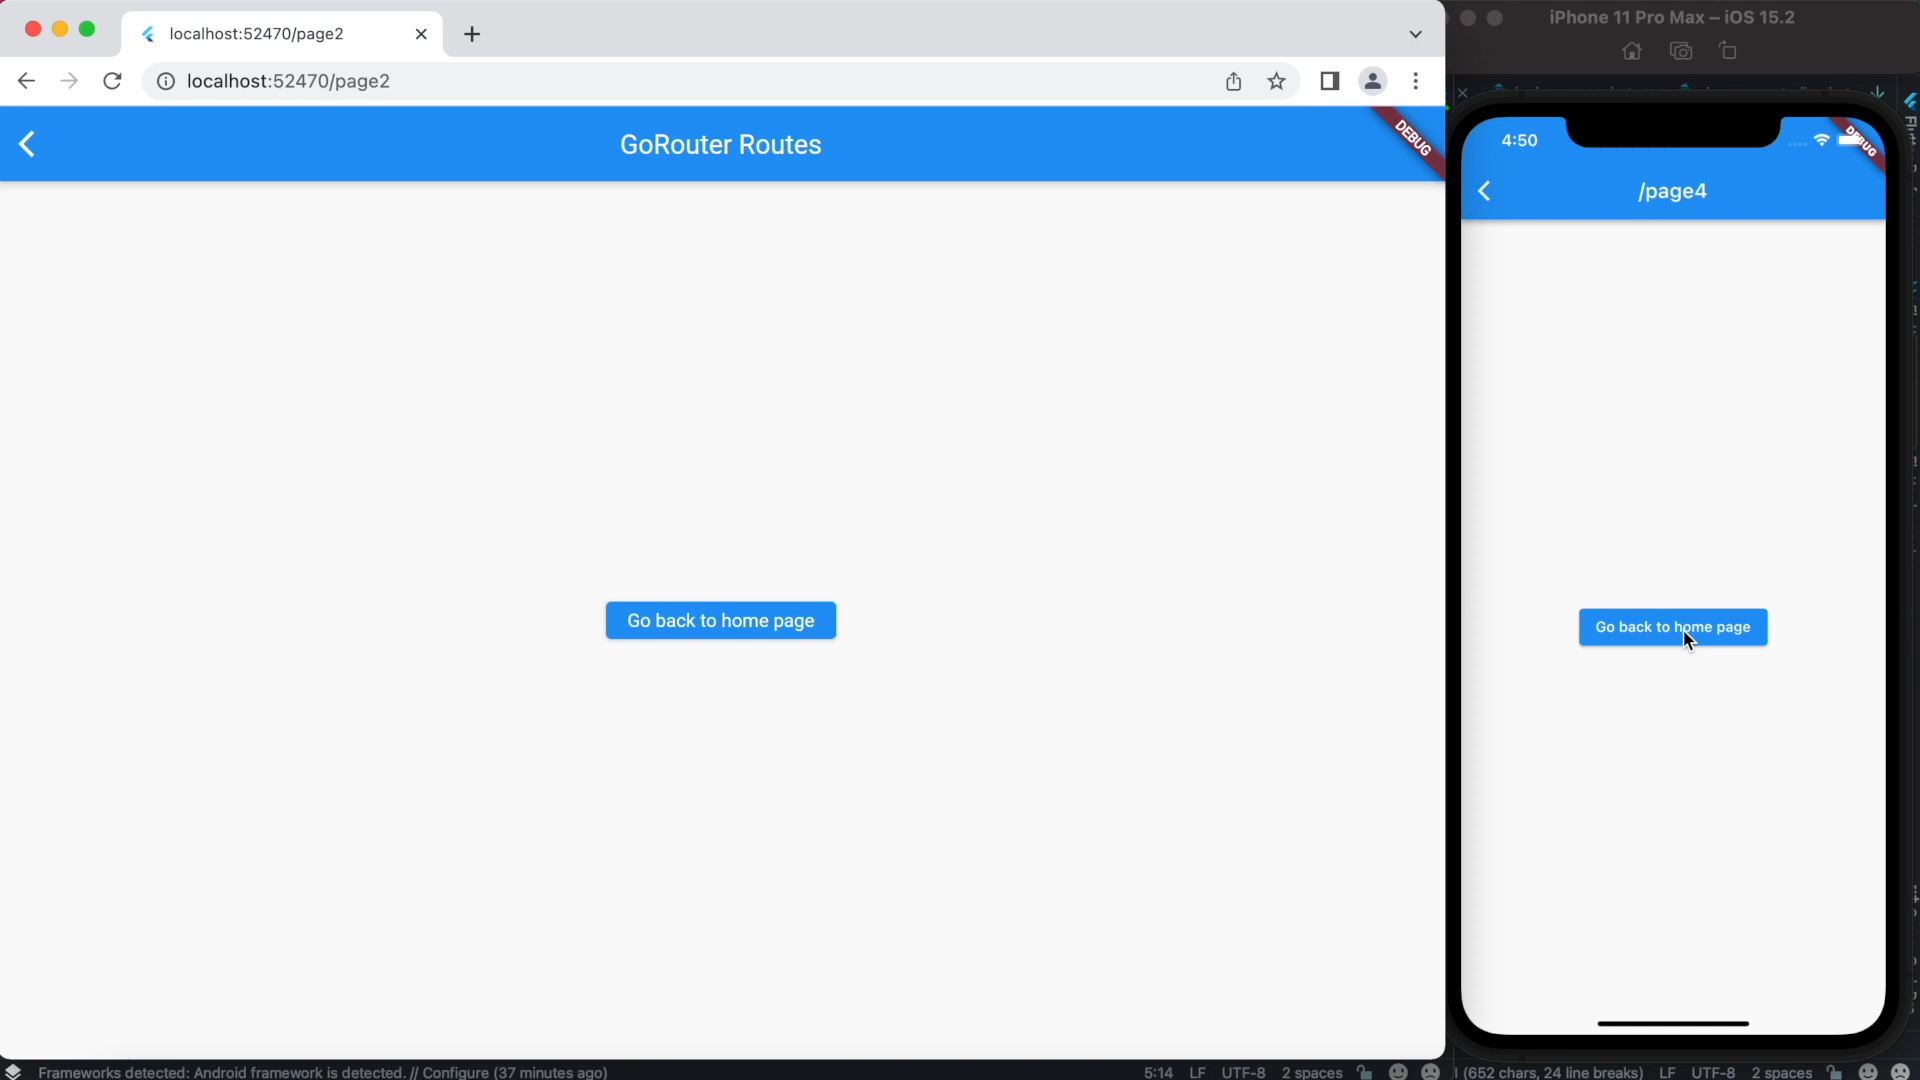 localhost:52470/page2
localhost:52470/page2
GoRouter Routes
DEBUG
Go back to home page
Frameworks detected: Android framework is detected. // Configure (37 minutes ago)
5:14 LF UTF-8 2 spaces
iPhone 11 Pro Max – iOS 15.2
4:50
DEBUG
/page4
Go back to home page
(652 chars, 24 line breaks) LF UTF-8 2 spaces